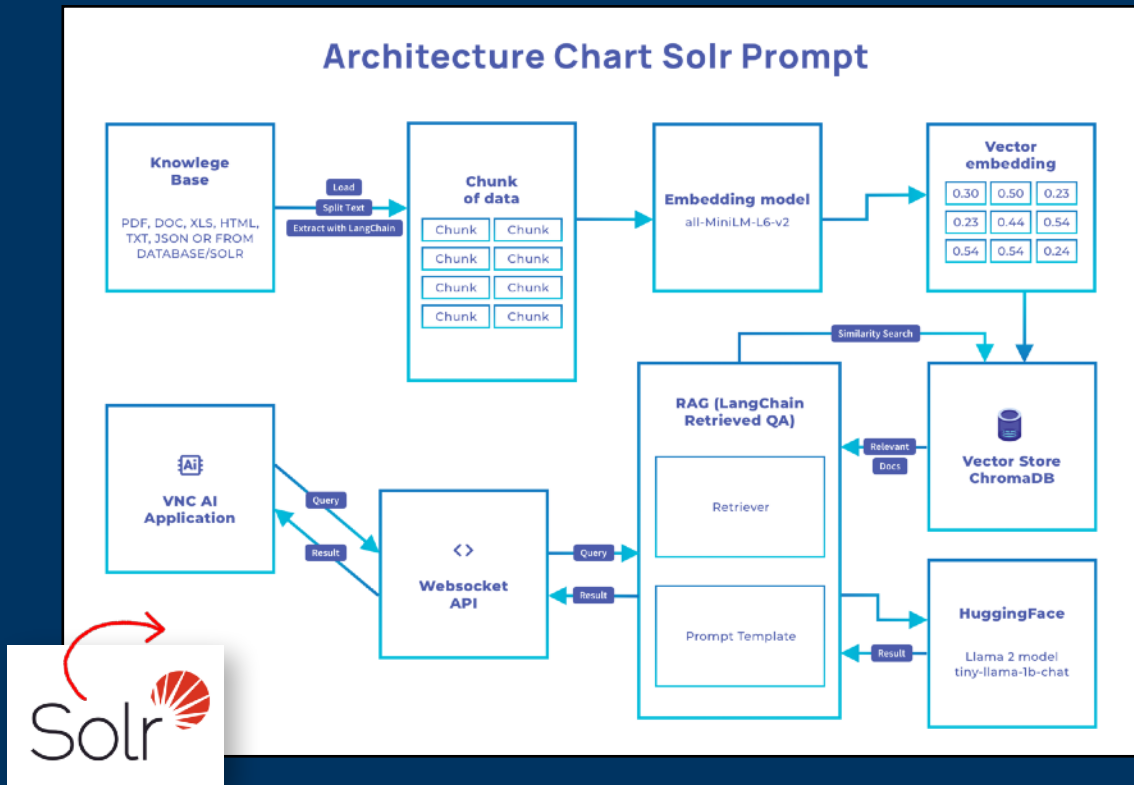 Architecture Chart Solr Prompt
Knowlege
Base
PDF, DOC, XLS, HTML,
TXT, JSON OR FROM
DATABASE/SOLR
Load
Split Text
Extract with LangChain
Chunk
of data
Chunk Chunk
Chunk Chunk
Chunk Chunk
Chunk Chunk
Embedding model
all-MiniLM-L6-v2
Vector
embedding
0.30 0.50 0.23
0.23 0.44 0.54
0.54 0.54 0.24
Similarity Search
Ai
VNC AI
Application
Query
Result
<>
Websocket
API
Query
Result
RAG (LangChain
Retrieved QA)
Retriever
Prompt Template
Relevant
Docs
Vector Store
ChromaDB
Result
HuggingFace
Llama 2 model
tiny-llama-1b-chat
Solr